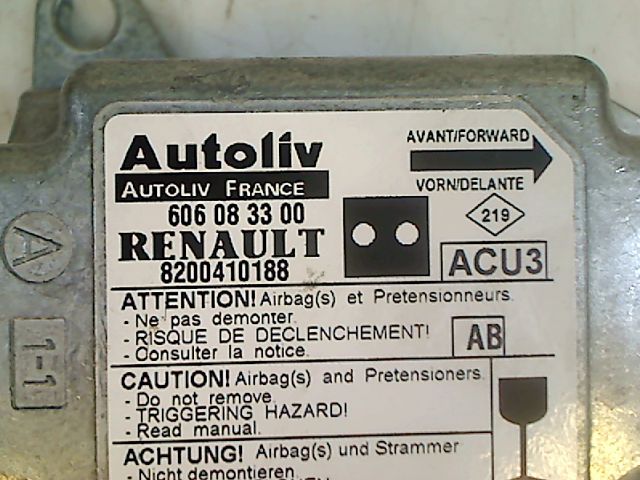 Autoliv
AUTOLIV FRANCE
606 08 33 00
RENAULT
8200410188
AVANT/FORWARD
VORN/DELANTE
219
ACU3
ATTENTION! Airbag(s) et Pretensionneurs.
- Ne pas demonter.
- RISQUE DE DECLENCHEMENT!
- Consulter la notice.
AB
CAUTION! Airbag(s) and Pretensioners.
- Do not remove.
- TRIGGERING HAZARD!
- Read manual.
ACHTUNG! Airbag(s) und Strammer
- Nicht demontieren.
A
1-1